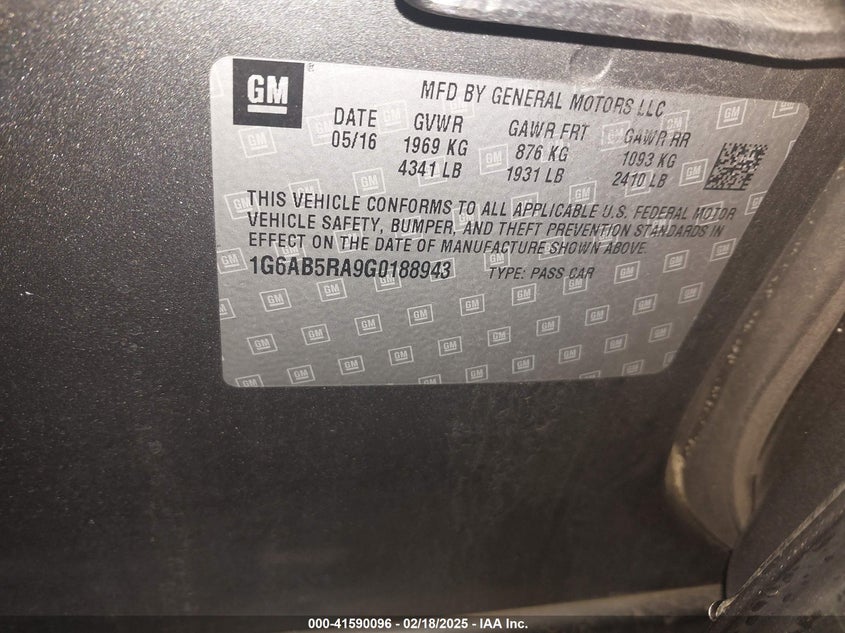 GM
MFD BY GENERAL MOTORS LLC
DATE GVWR GAWR FRT GAWR RR
05/16 1969 KG 876 KG 1093 KG
4341 LB 1931 LB 2410 LB
THIS VEHICLE CONFORMS TO ALL APPLICABLE U.S. FEDERAL MOTOR
VEHICLE SAFETY, BUMPER, AND THEFT PREVENTION STANDARDS IN
EFFECT ON THE DATE OF MANUFACTURE SHOWN ABOVE.
1G6AB5RA9G0188943 TYPE: PASS CAR
000-41590096 - 02/18/2025 - IAA Inc.